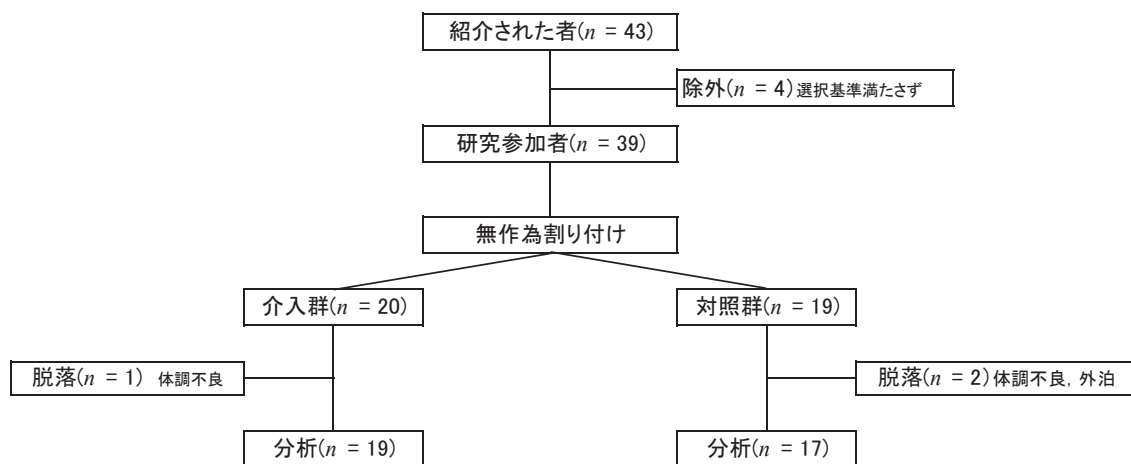 紹介された者(n = 43)
除外(n = 4) 選択基準満たさず
研究参加者(n = 39)
無作為割り付け
介入群(n = 20)
対照群(n = 19)
脱落(n = 1) 体調不良
脱落(n = 2) 体調不良, 外泊
分析(n = 19)
分析(n = 17)